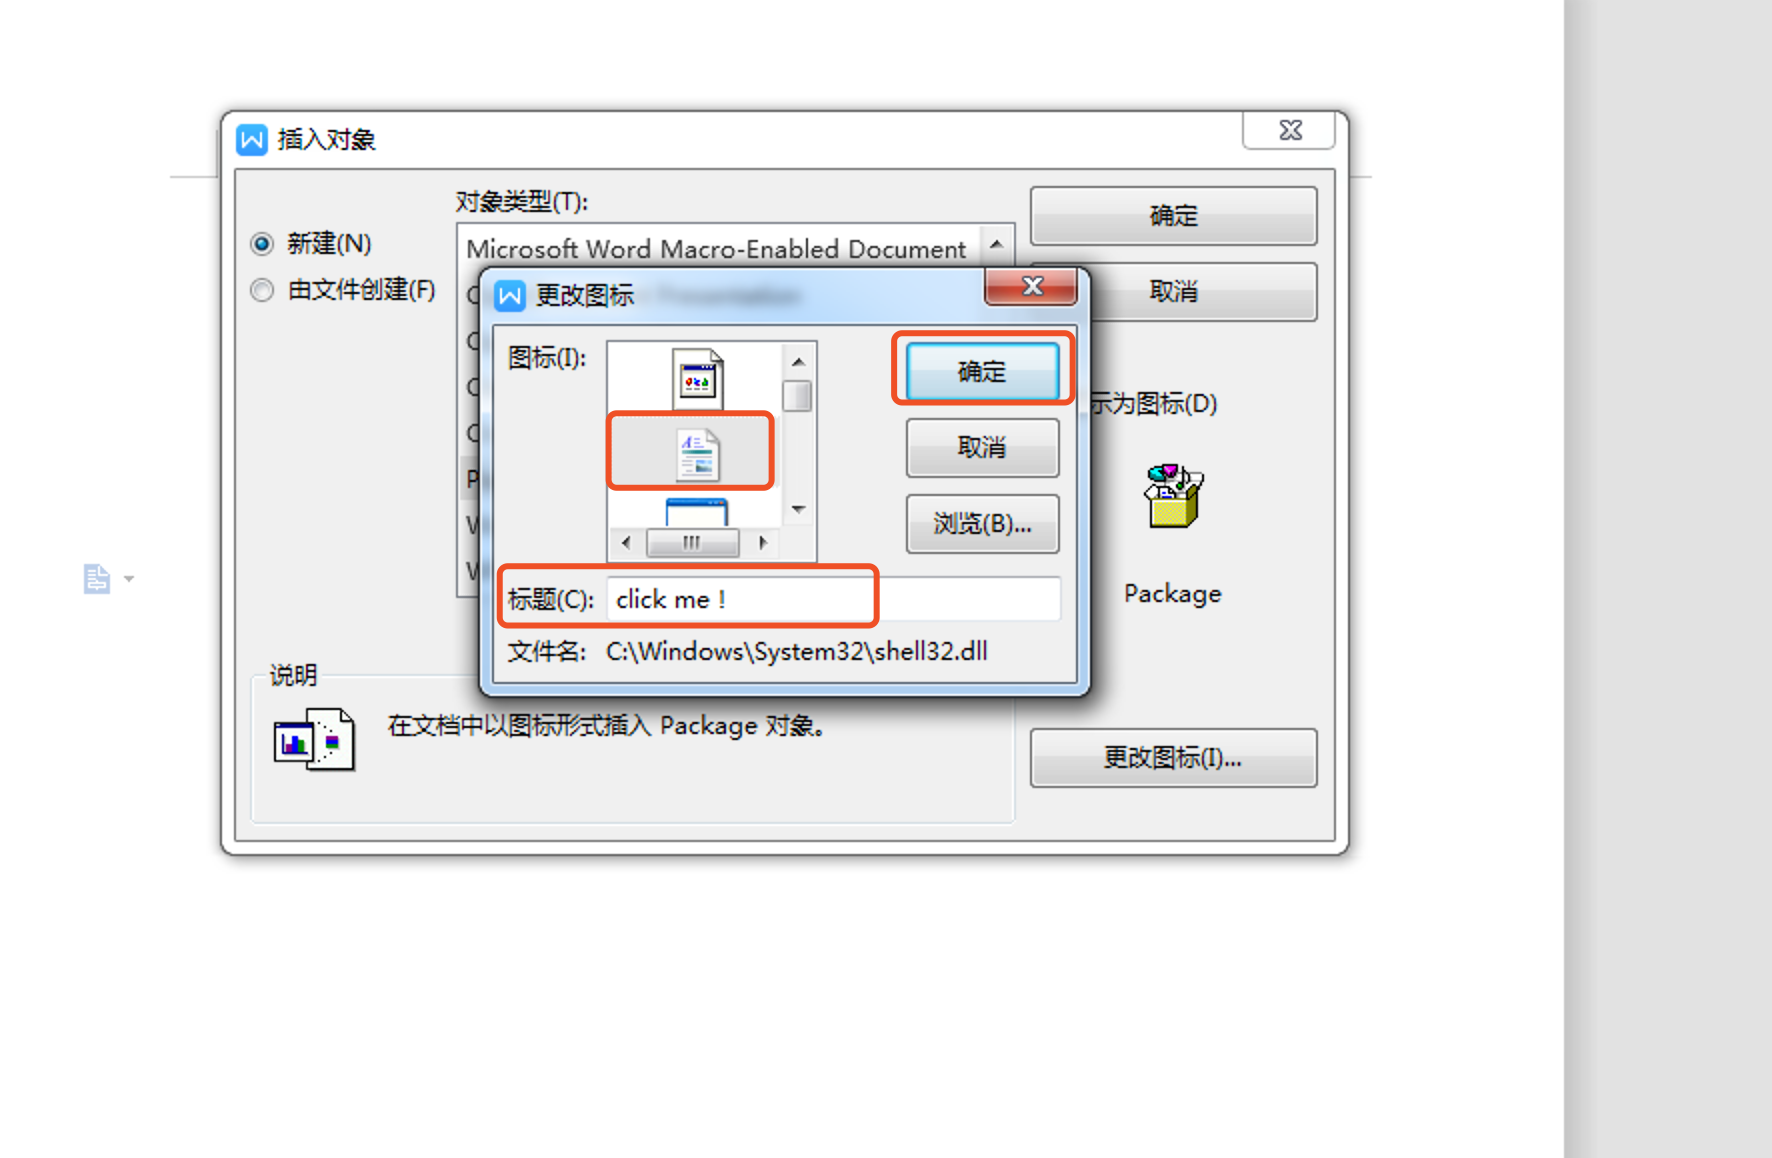 插入对象
对象类型(T):
新建(N)
由文件创建(F)
Microsoft Word Macro-Enabled Document
确定
取消
更改图标
图标(I):
确定
取消
浏览(B)...
标题(C): click me !
文件名: C:\Windows\System32\shell32.dll
示为图标(D)
Package
说明
在文档中以图标形式插入 Package 对象。
更改图标(I)...